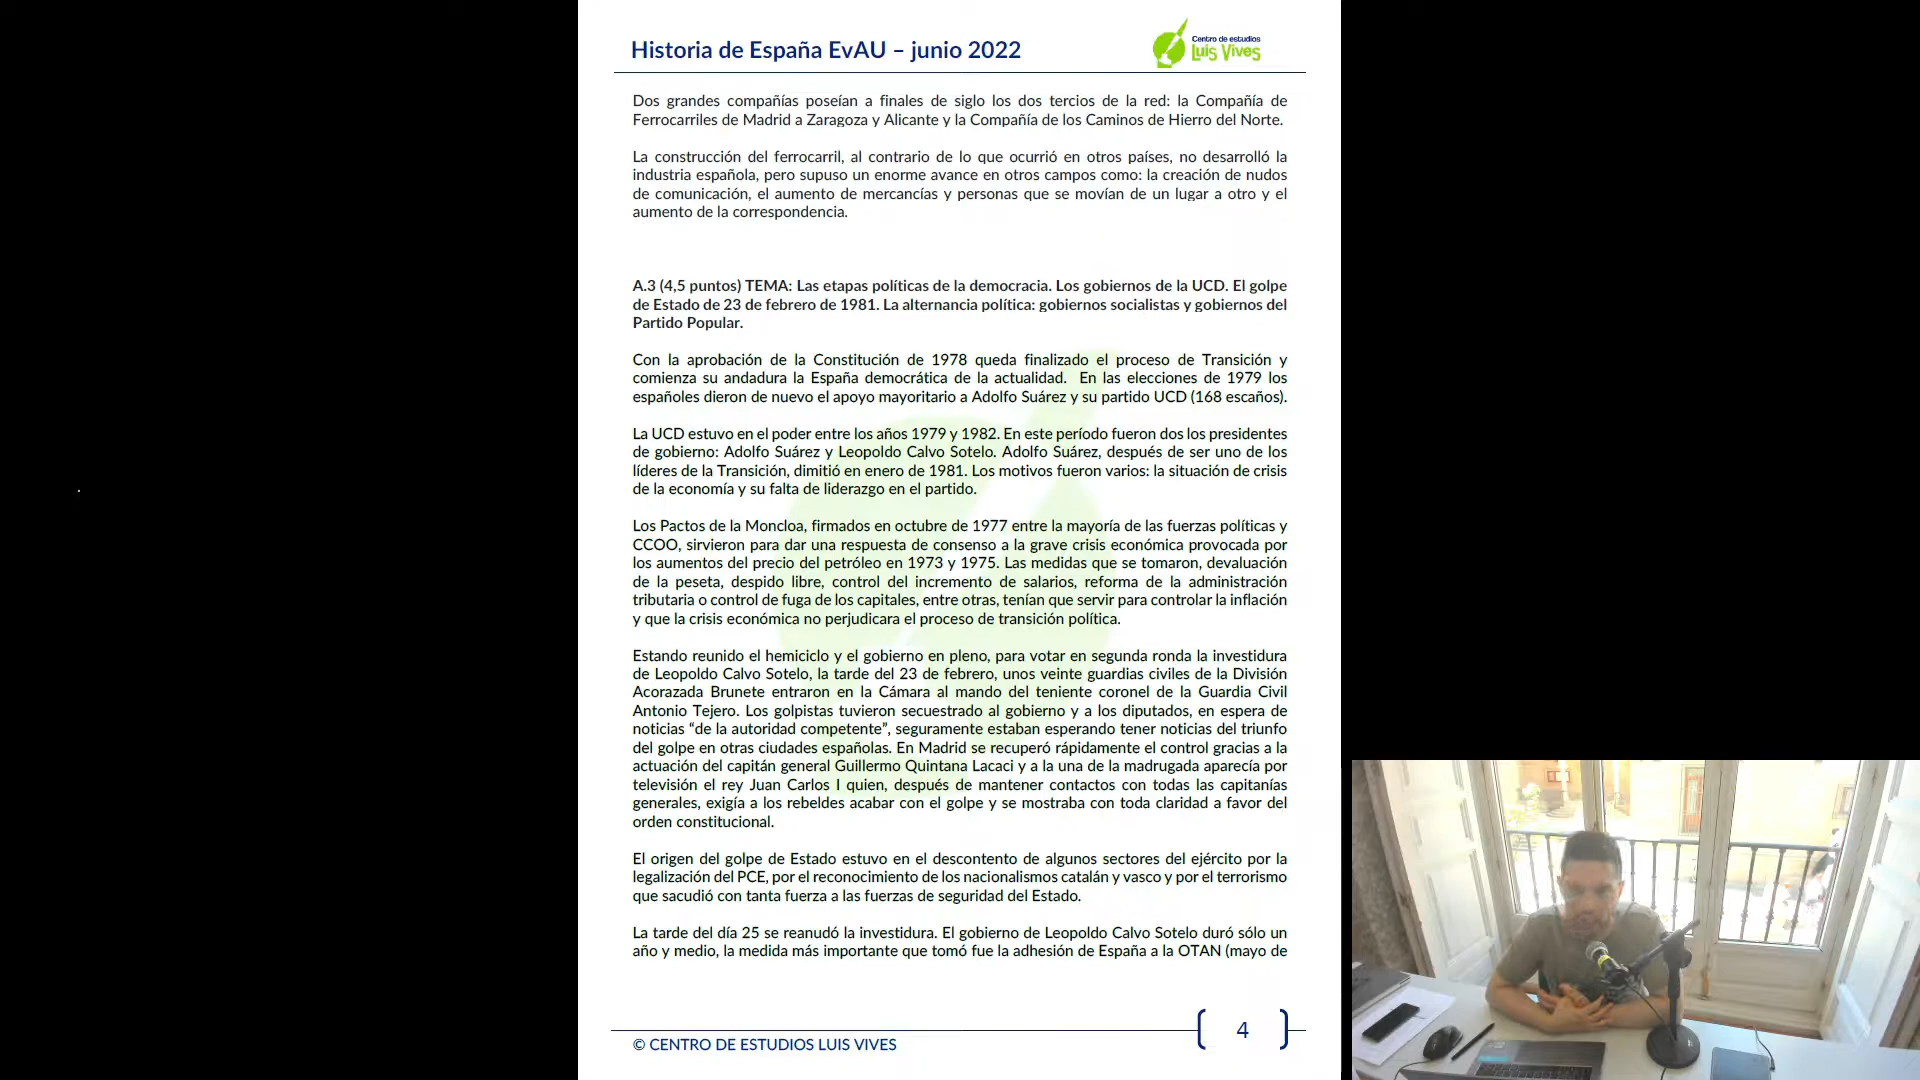 Historia de España EvAU – junio 2022
Centro de estudios
Luis Vives
Dos grandes compañías poseían a finales de siglo los dos tercios de la red: la Compañía de
Ferrocarriles de Madrid a Zaragoza y Alicante y la Compañía de los Caminos de Hierro del Norte.
La construcción del ferrocarril, al contrario de lo que ocurrió en otros países, no desarrolló la
industria española, pero supuso un enorme avance en otros campos como: la creación de nudos
de comunicación, el aumento de mercancías y personas que se movían de un lugar a otro y el
aumento de la correspondencia.
A.3 (4,5 puntos) TEMA: Las etapas políticas de la democracia. Los gobiernos de la UCD. El golpe
de Estado de 23 de febrero de 1981. La alternancia política: gobiernos socialistas y gobiernos del
Partido Popular.
Con la aprobación de la Constitución de 1978 queda finalizado el proceso de Transición y
comienza su andadura la España democrática de la actualidad.  En las elecciones de 1979 los
españoles dieron de nuevo el apoyo mayoritario a Adolfo Suárez y su partido UCD (168 escaños).
La UCD estuvo en el poder entre los años 1979 y 1982. En este período fueron dos los presidentes
de gobierno: Adolfo Suárez y Leopoldo Calvo Sotelo. Adolfo Suárez, después de ser uno de los
líderes de la Transición, dimitió en enero de 1981. Los motivos fueron varios: la situación de crisis
de la economía y su falta de liderazgo en el partido.
Los Pactos de la Moncloa, firmados en octubre de 1977 entre la mayoría de las fuerzas políticas y
CCOO, sirvieron para dar una respuesta de consenso a la grave crisis económica provocada por
los aumentos del precio del petróleo en 1973 y 1975. Las medidas que se tomaron, devaluación
de la peseta, despido libre, control del incremento de salarios, reforma de la administración
tributaria o control de fuga de los capitales, entre otras, tenían que servir para controlar la inflación
y que la crisis económica no perjudicara el proceso de transición política.
Estando reunido el hemiciclo y el gobierno en pleno, para votar en segunda ronda la investidura
de Leopoldo Calvo Sotelo, la tarde del 23 de febrero, unos veinte guardias civiles de la División
Acorazada Brunete entraron en la Cámara al mando del teniente coronel de la Guardia Civil
Antonio Tejero. Los golpistas tuvieron secuestrado al gobierno y a los diputados, en espera de
noticias “de la autoridad competente”, seguramente estaban esperando tener noticias del triunfo
del golpe en otras ciudades españolas. En Madrid se recuperó rápidamente el control gracias a la
actuación del capitán general Guillermo Quintana Lacaci y a la una de la madrugada aparecía por
televisión el rey Juan Carlos I quien, después de mantener contactos con todas las capitanías
generales, exigía a los rebeldes acabar con el golpe y se mostraba con toda claridad a favor del
orden constitucional.
El origen del golpe de Estado estuvo en el descontento de algunos sectores del ejército por la
legalización del PCE, por el reconocimiento de los nacionalismos catalán y vasco y por el terrorismo
que sacudió con tanta fuerza a las fuerzas de seguridad del Estado.
La tarde del día 25 se reanudó la investidura. El gobierno de Leopoldo Calvo Sotelo duró sólo un
año y medio, la medida más importante que tomó fue la adhesión de España a la OTAN (mayo de
4
© CENTRO DE ESTUDIOS LUIS VIVES